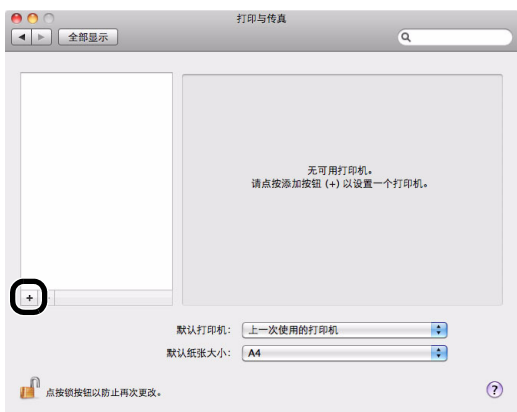 打印与传真
全部显示
无可用打印机。
请点按添加按钮 (+) 以设置一个打印机。
+ −
默认打印机: 上一次使用的打印机
默认纸张大小: A4
点按锁按钮以防止再次更改。 ?